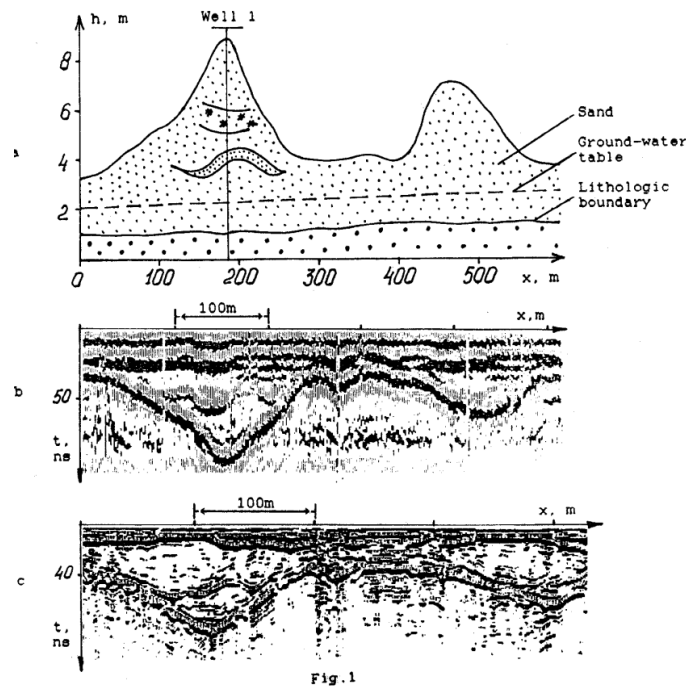 h, m
Well 1
8
6
4
2
a
Sand
Ground-water
table
Lithologic
boundary
0 100 200 300 400 500 x, m
100m
x,m
b
50
t,
ns
100m
x, m
c
40
t,
ns
Fig.1